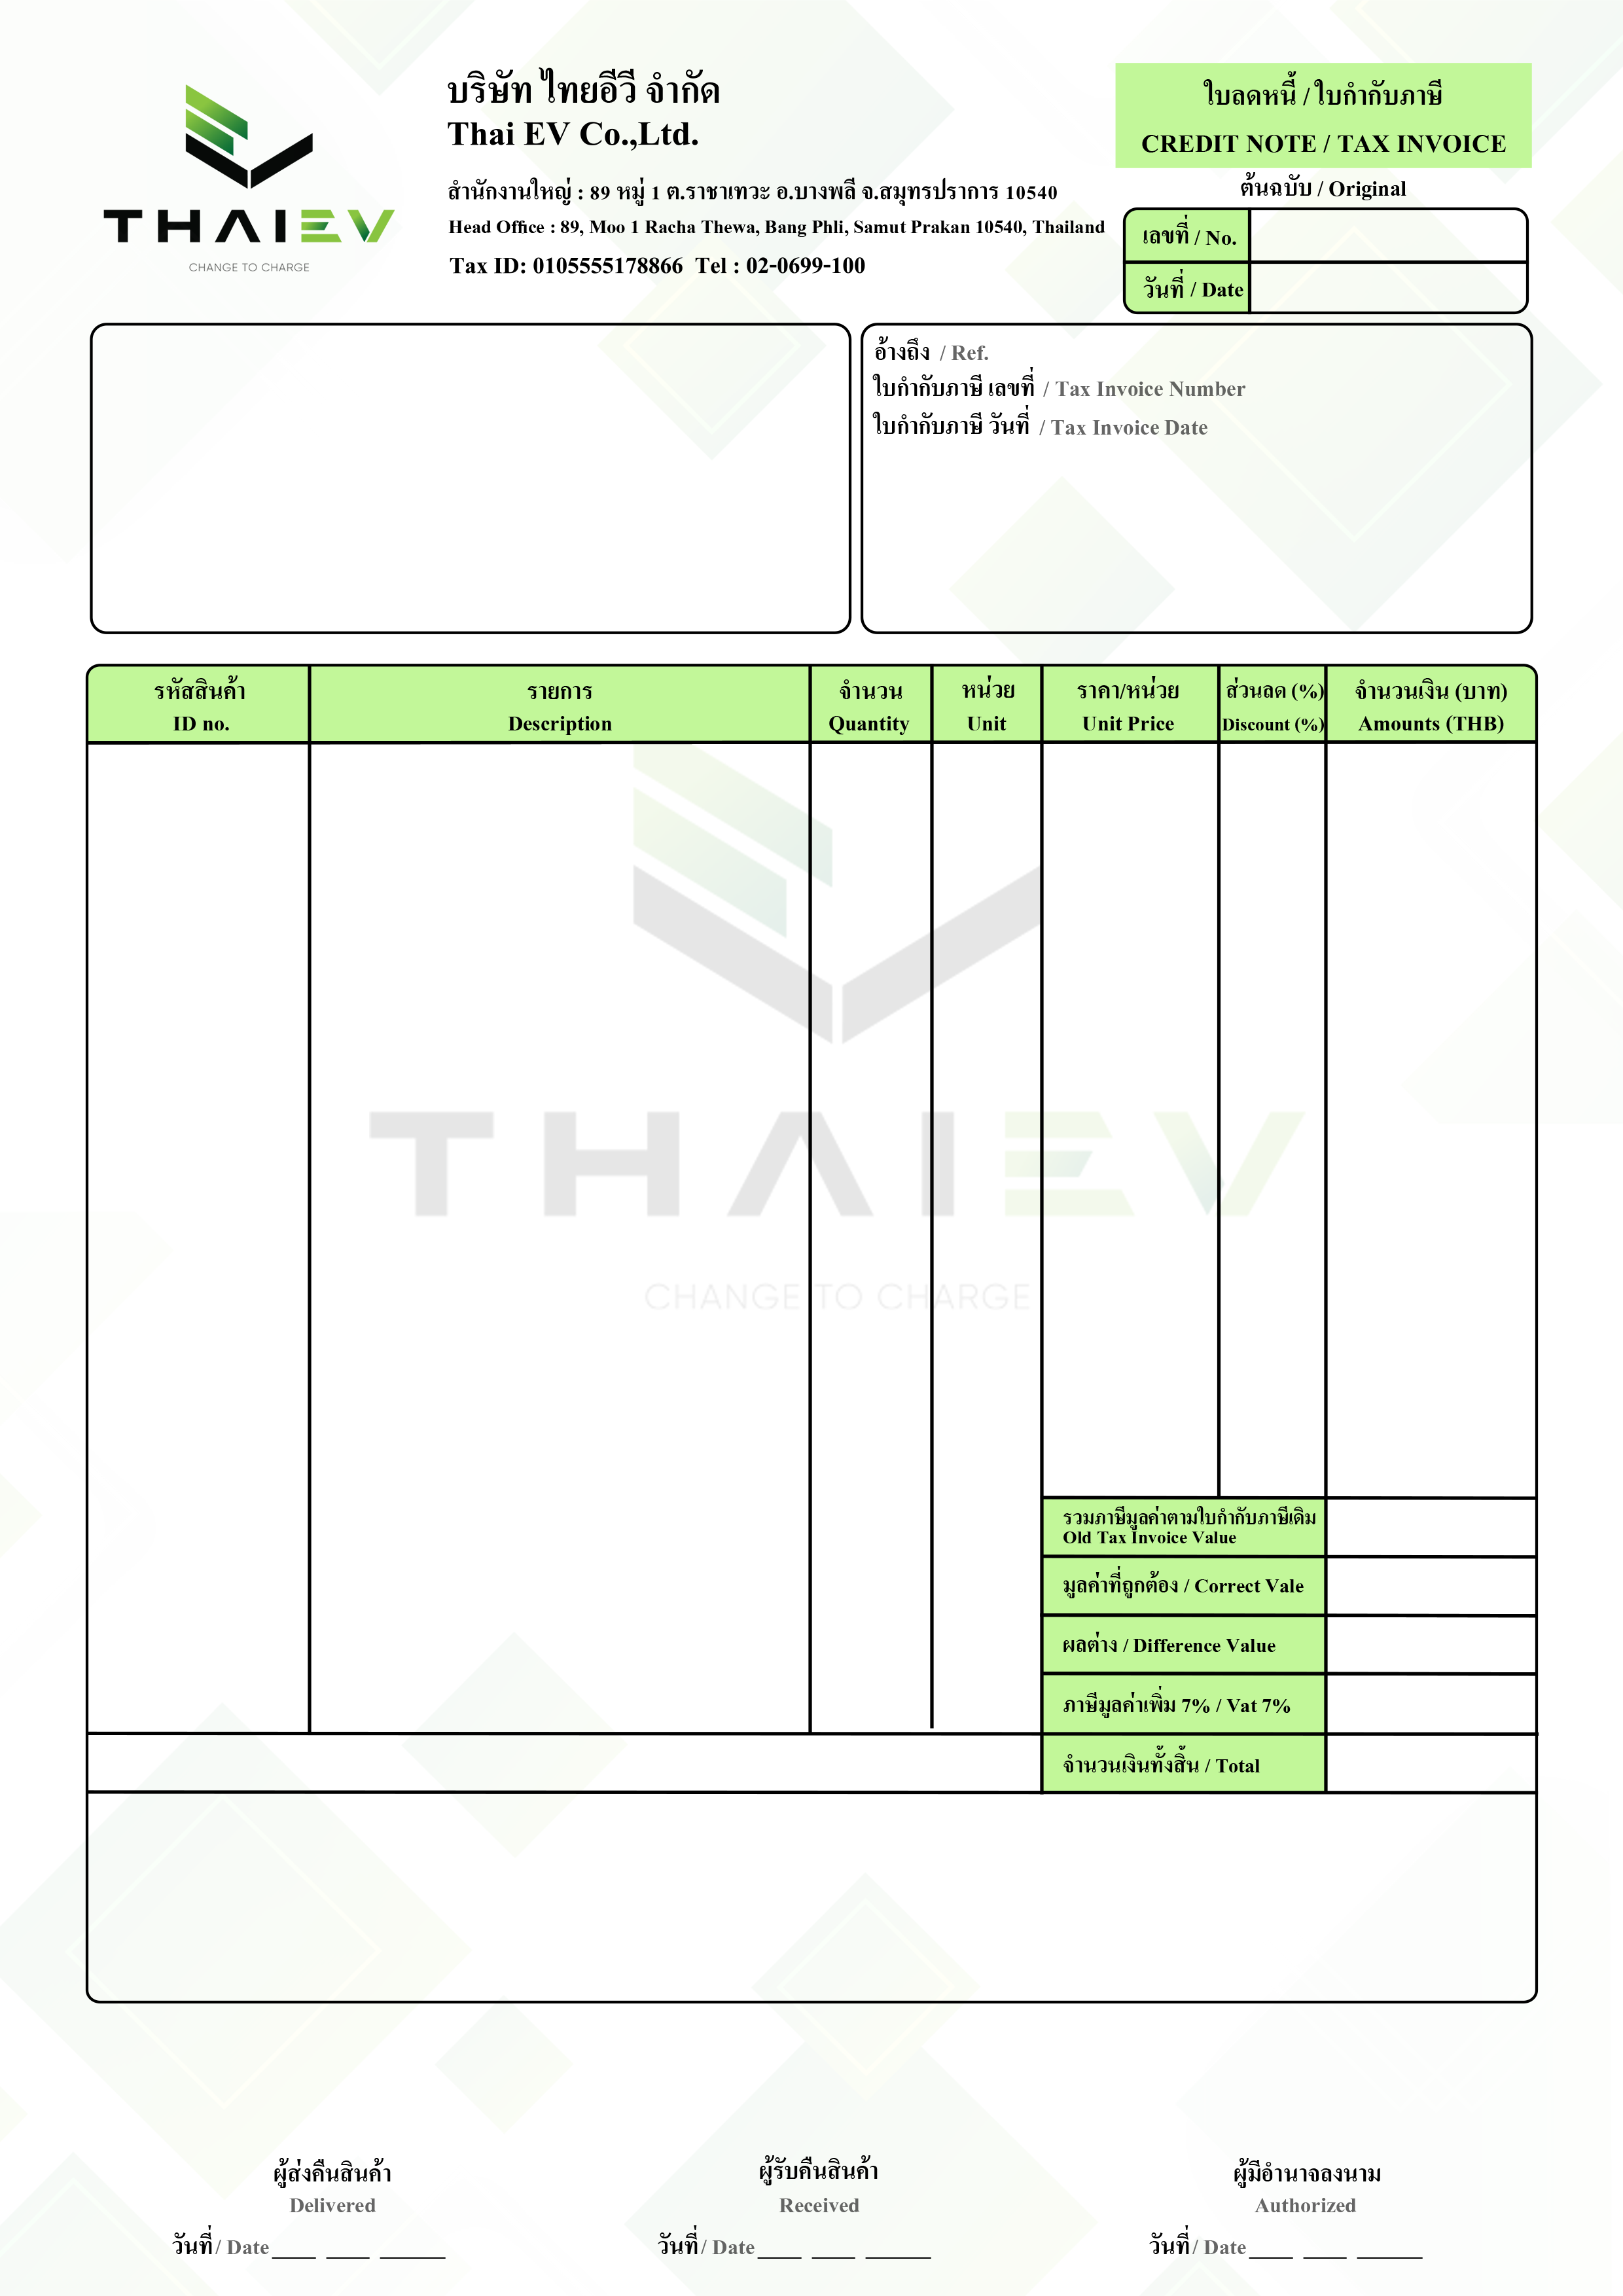 THAIEV
CHANGE TO CHARGE
บริษัท ไทยอีวี จำกัด
Thai EV Co.,Ltd.
สำนักงานใหญ่ : 89 หมู่ 1 ต.ราชาเทวะ อ.บางพลี จ.สมุทรปราการ 10540
Head Office : 89, Moo 1 Racha Thewa, Bang Phli, Samut Prakan 10540, Thailand
Tax ID: 0105555178866 Tel : 02-0699-100
ใบลดหนี้ / ใบกำกับภาษี
CREDIT NOTE / TAX INVOICE
ต้นฉบับ / Original
เลขที่ / No.
วันที่ / Date
อ้างถึง / Ref.
ใบกำกับภาษี เลขที่ / Tax Invoice Number
ใบกำกับภาษี วันที่ / Tax Invoice Date
รหัสสินค้า รายการ จำนวน หน่วย ราคา/หน่วย ส่วนลด (%) จำนวนเงิน (บาท)
ID no. Description Quantity Unit Unit Price Discount (%) Amounts (THB)
THAIEV
CHANGE TO CHARGE
รวมภาษีมูลค่าตามใบกำกับภาษีเดิม
Old Tax Invoice Value
มูลค่าที่ถูกต้อง / Correct Vale
ผลต่าง / Difference Value
ภาษีมูลค่าเพิ่ม 7% / Vat 7%
จำนวนเงินทั้งสิ้น / Total
ผู้ส่งคืนสินค้า ผู้รับคืนสินค้า ผู้มีอำนาจลงนาม
Delivered Received Authorized
วันที่ / Date ____ ____ ______ วันที่ / Date ____ ____ ______ วันที่ / Date ____ ____ ______